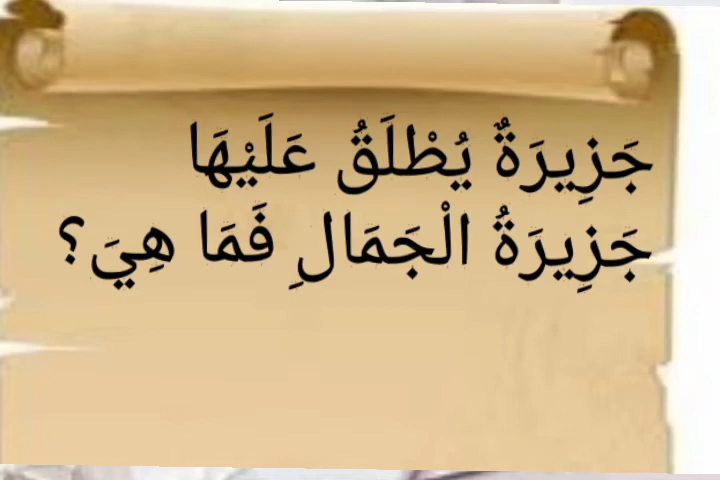 جَزِيرَةٌ يُطْلَقُ عَلَيْهَا
جَزِيرَةُ الْجَمَالِ فَمَا هِيَ؟